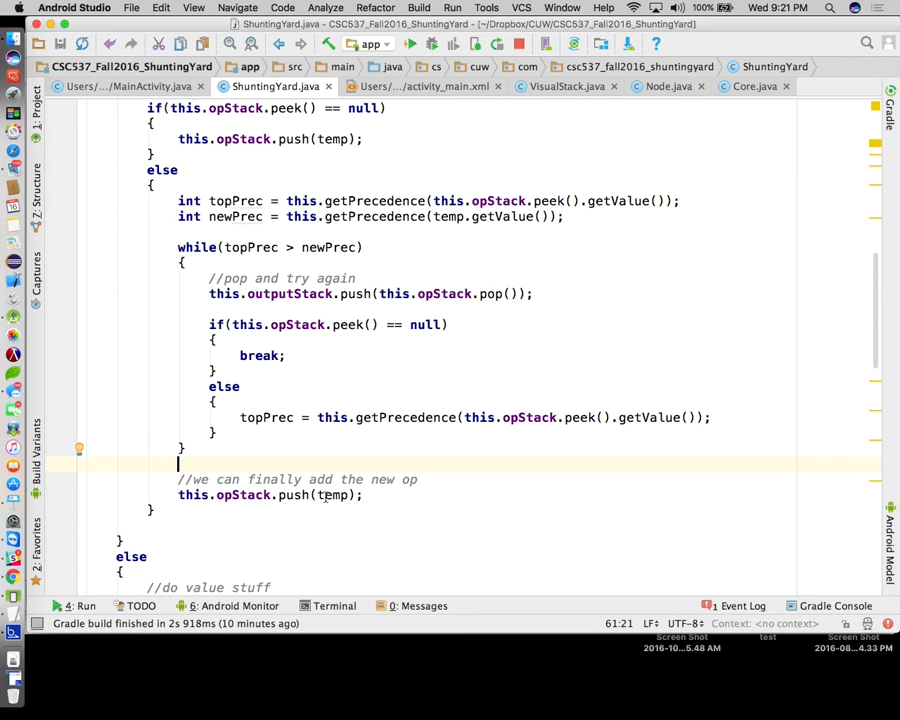 Android Studio File Edit View Navigate Code Analyze Refactor Build Run Tools VCS Window Help 100% Wed 9:21 PM
ShuntingYard.java - CSC537_Fall2016_ShuntingYard - [~/Dropbox/CUW/CSC537_Fall2016_ShuntingYard]
app
CSC537_Fall2016_ShuntingYard app src main java cs cuw com csc537_fall2016_shuntingyard ShuntingYard
Users/.../MainActivity.java ShuntingYard.java Users/.../activity_main.xml VisualStack.java Node.java Core.java
1: Project
Z: Structure
Captures
Build Variants
2: Favorites
if(this.opStack.peek() == null)
{
this.opStack.push(temp);
}
else
{
int topPrec = this.getPrecedence(this.opStack.peek().getValue());
int newPrec = this.getPrecedence(temp.getValue());
while(topPrec > newPrec)
{
//pop and try again
this.outputStack.push(this.opStack.pop());
if(this.opStack.peek() == null)
{
break;
}
else
{
topPrec = this.getPrecedence(this.opStack.peek().getValue());
}
}
//we can finally add the new op
this.opStack.push(temp);
}
}
else
{
//do value stuff
Gradle
Android Model
4: Run TODO 6: Android Monitor Terminal 0: Messages 1 Event Log Gradle Console
Gradle build finished in 2s 918ms (10 minutes ago) 61:21 LF UTF-8 Context: <no context>
Screen Shot
2016-10...5.48 AM
test
Screen Shot
2016-08...4.33 PM